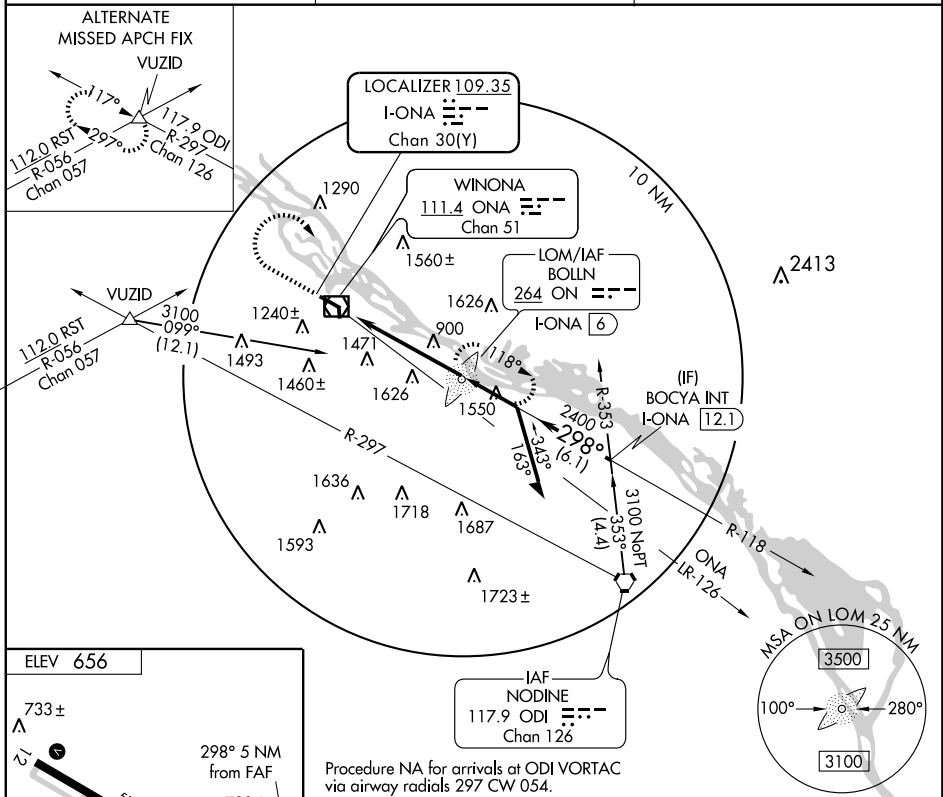 ALTERNATE
MISSED APCH FIX
VUZID
117°
297°
112.0 RST
R-056
Chan 057
117.9 ODI
R-297
Chan 126
LOCALIZER 109.35
I-ONA
Chan 30(Y)
WINONA
111.4 ONA
Chan 51
LOM/IAF
BOLLN
264 ON
I-ONA 6
10 NM
1290
1560±
1626
2413
VUZID
3100
099°
(12.1)
112.0 RST
R-056
Chan 057
1240±
1493
1460±
1471
1626
900
118°
1550
(IF)
BOCYA INT
I-ONA 12.1
R-353
2400
298°
(6.1)
343°
163°
R-297
3100 NoPT
353°
(4.4)
1636
1718
1687
1593
1723±
R-118
ONA
LR-126
MSA ON LOM 25 NM
3500
100°
280°
3100
IAF
NODINE
117.9 ODI
Chan 126
Procedure NA for arrivals at ODI VORTAC
via airway radials 297 CW 054.
ELEV 656
733±
V
12
298° 5 NM
from FAF